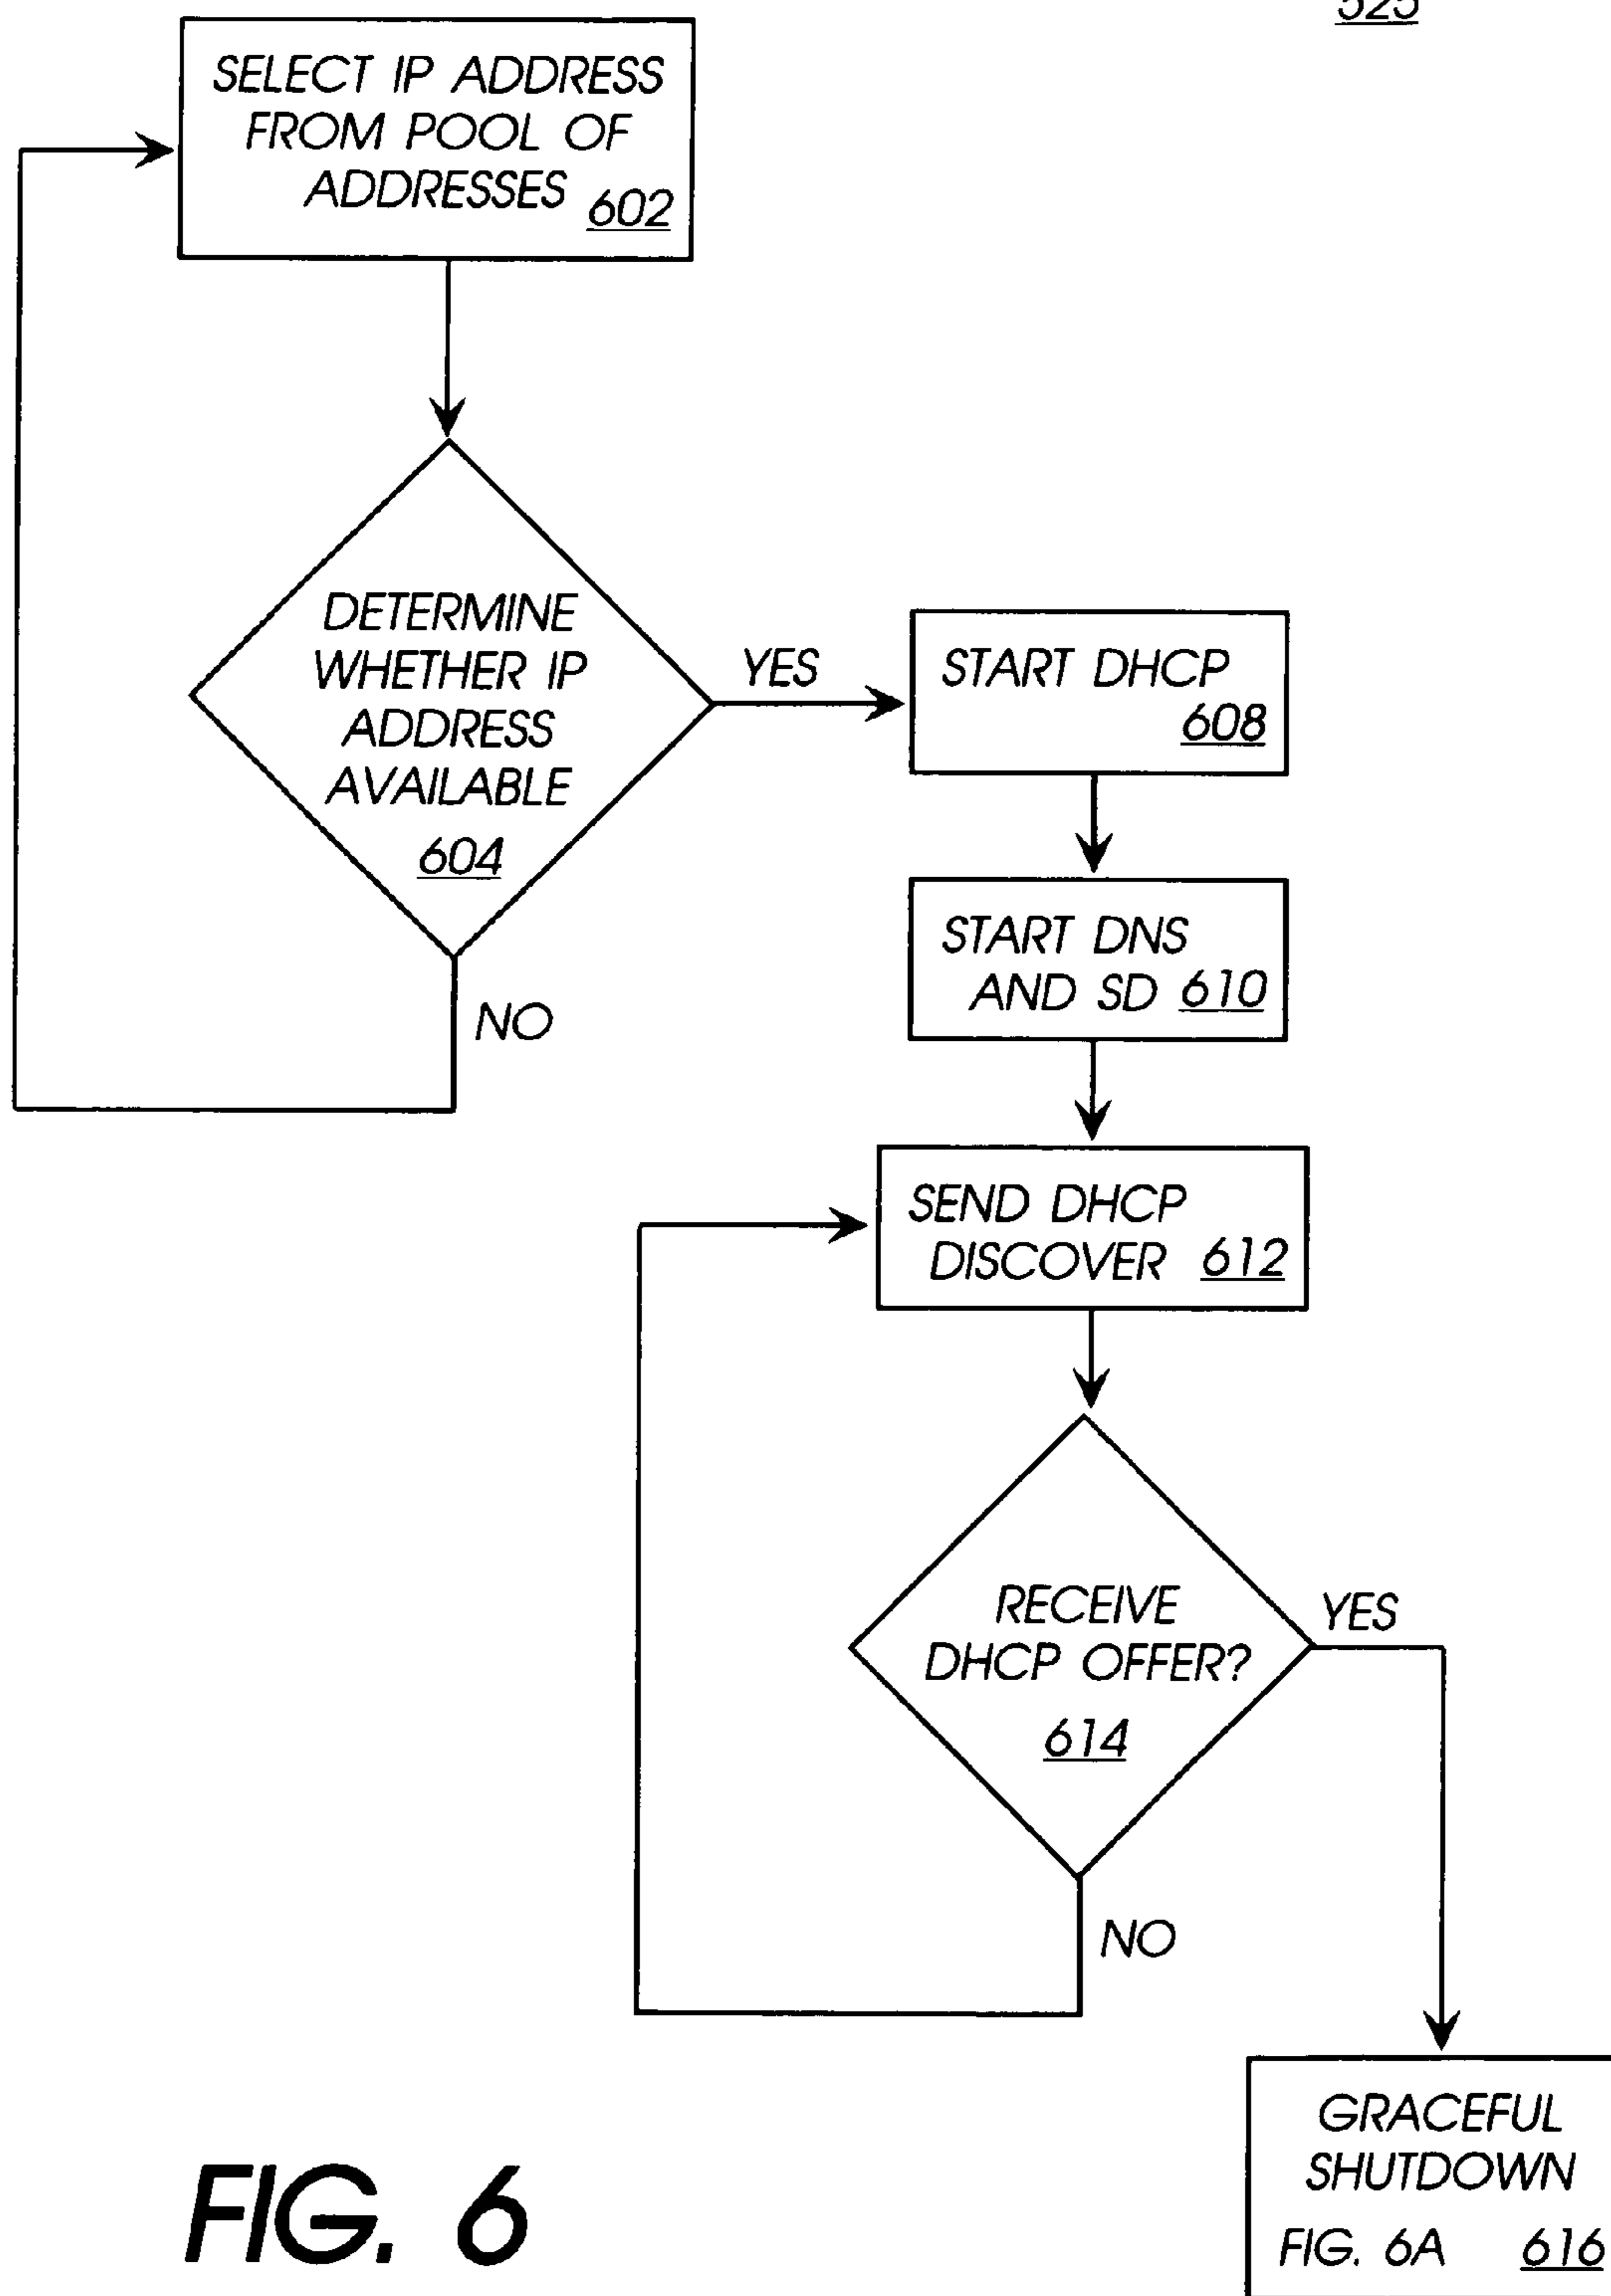 525
SELECT IP ADDRESS
FROM POOL OF
ADDRESSES 602
DETERMINE
WHETHER IP
ADDRESS
AVAILABLE
604
YES
NO
START DHCP
608
START DNS
AND SD 610
SEND DHCP
DISCOVER 612
RECEIVE
DHCP OFFER?
614
YES
NO
GRACEFUL
SHUTDOWN
FIG. 6A 616
FIG. 6